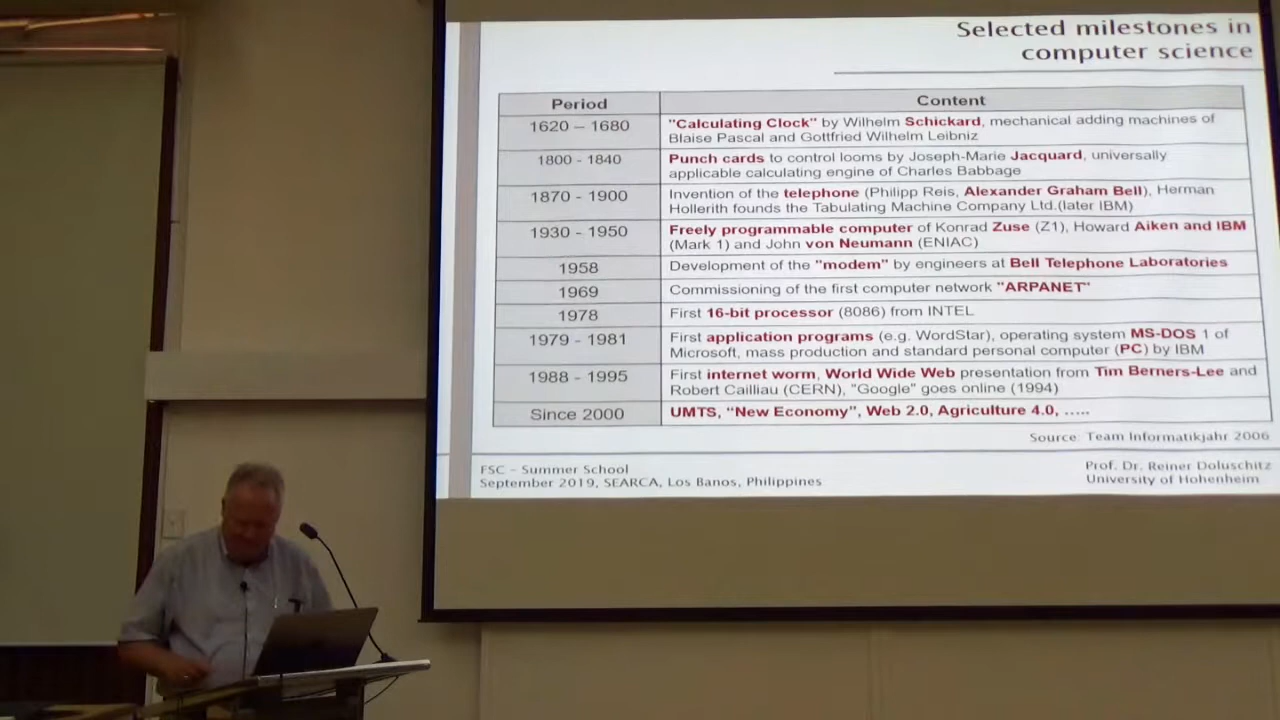 Selected milestones in
computer science
Period
Content
1620 – 1680
"Calculating Clock" by Wilhelm Schickard, mechanical adding machines of
Blaise Pascal and Gottfried Wilhelm Leibniz
1800 - 1840
Punch cards to control looms by Joseph-Marie Jacquard, universally
applicable calculating engine of Charles Babbage
1870 - 1900
Invention of the telephone (Philipp Reis, Alexander Graham Bell), Herman
Hollerith founds the Tabulating Machine Company Ltd.(later IBM)
1930 - 1950
Freely programmable computer of Konrad Zuse (Z1), Howard Aiken and IBM
(Mark 1) and John von Neumann (ENIAC)
1958
Development of the "modem" by engineers at Bell Telephone Laboratories
1969
Commissioning of the first computer network "ARPANET"
1978
First 16-bit processor (8086) from INTEL
1979 - 1981
First application programs (e.g. WordStar), operating system MS-DOS 1 of
Microsoft, mass production and standard personal computer (PC) by IBM
1988 - 1995
First internet worm, World Wide Web presentation from Tim Berners-Lee and
Robert Cailliau (CERN), "Google" goes online (1994)
Since 2000
UMTS, "New Economy", Web 2.0, Agriculture 4.0, .....
Source: Team Informatikjahr 2006
FSC – Summer School
September 2019, SEARCA, Los Banos, Philippines
Prof. Dr. Reiner Doluschitz
University of Hohenheim